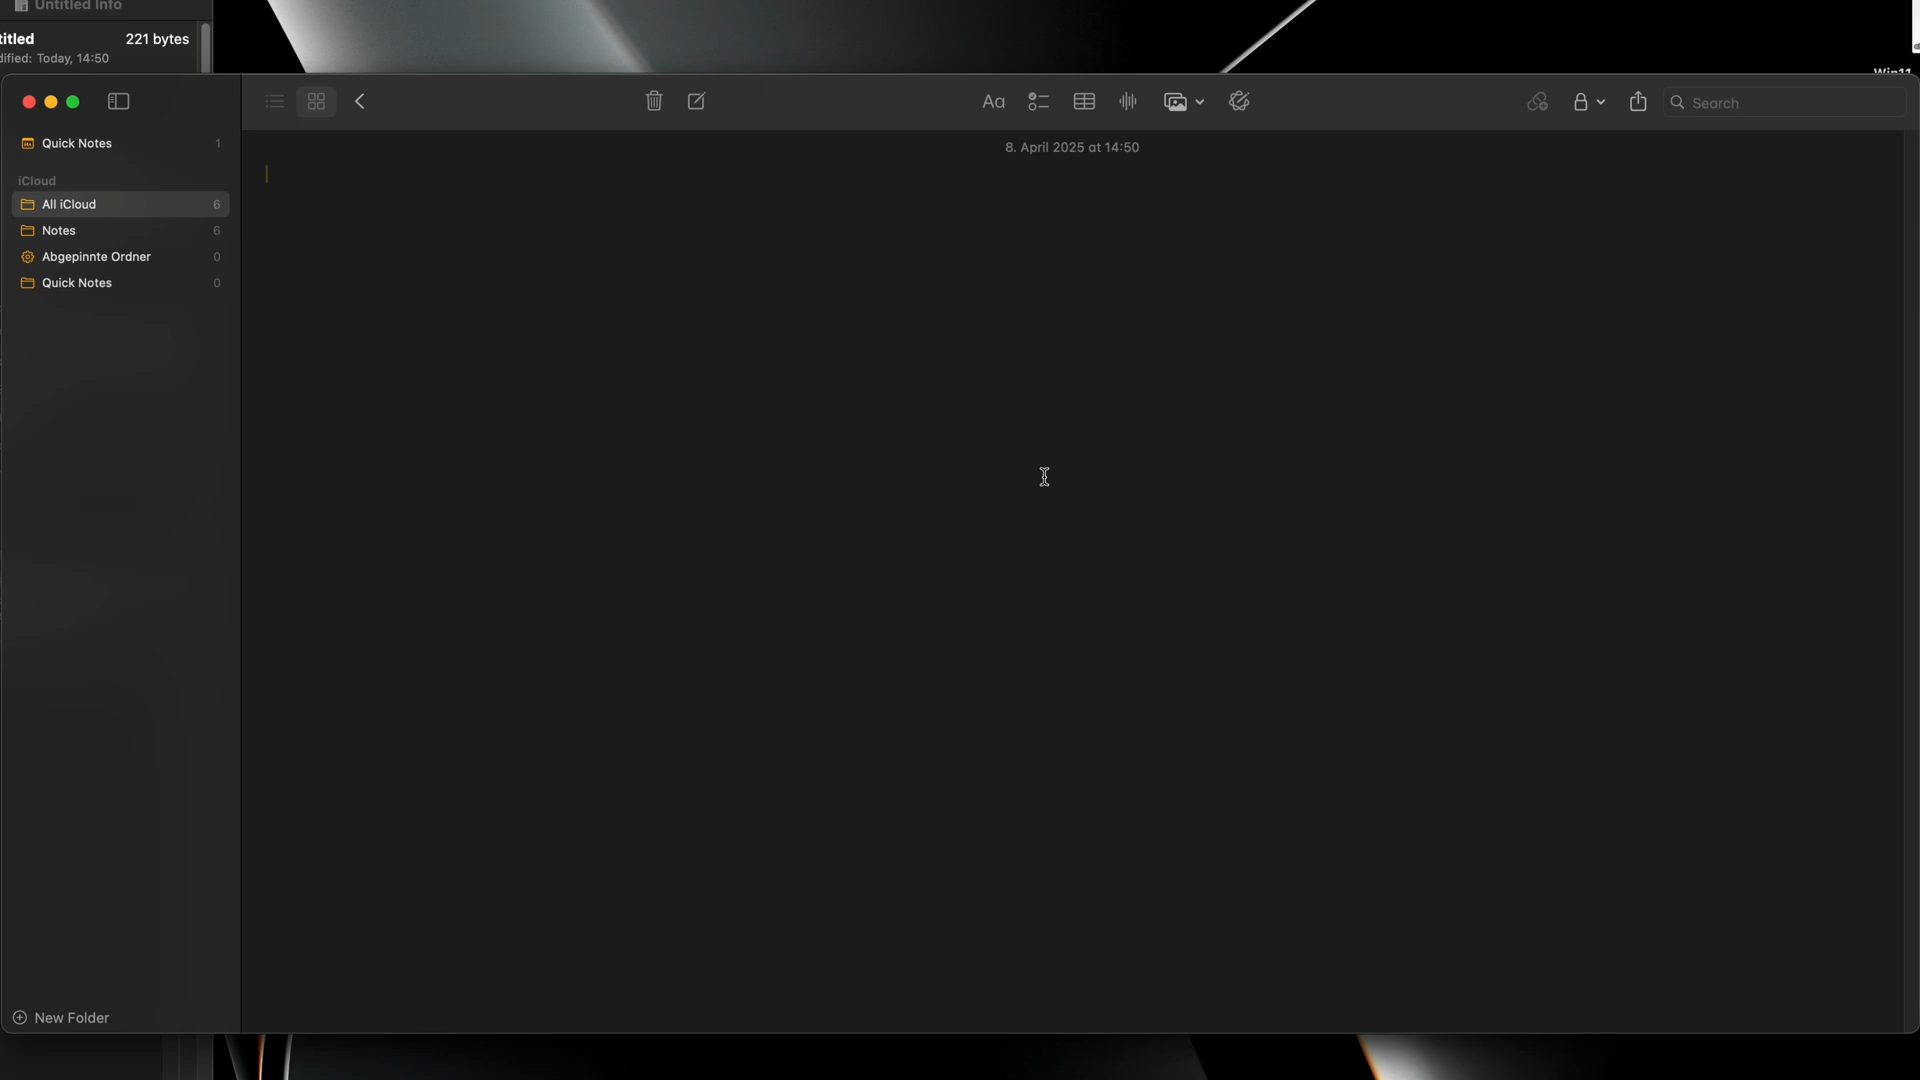 Untitled Info
titled 221 bytes
dified: Today, 14:50
Aa
Search
Quick Notes 1
8. April 2025 at 14:50
iCloud
All iCloud 6
Notes 6
Abgepinnte Ordner 0
Quick Notes 0
New Folder